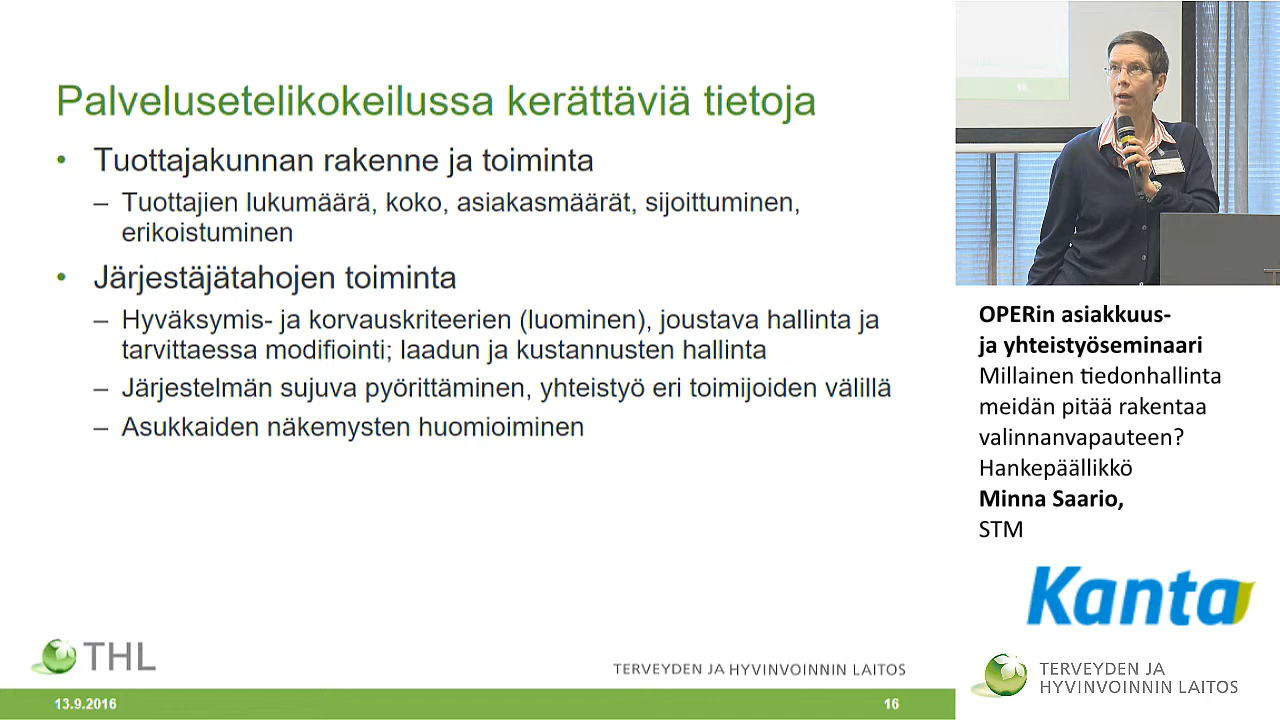 Palvelusetelikokeilussa kerättäviä tietoja
• Tuottajakunnan rakenne ja toiminta
– Tuottajien lukumäärä, koko, asiakasmäärät, sijoittuminen,
erikoistuminen
• Järjestäjätahojen toiminta
– Hyväksymis- ja korvauskriteerien (luominen), joustava hallinta ja
tarvittaessa modifiointi; laadun ja kustannusten hallinta
– Järjestelmän sujuva pyörittäminen, yhteistyö eri toimijoiden välillä
– Asukkaiden näkemysten huomioiminen
THL
TERVEYDEN JA HYVINVOINNIN LAITOS
13.9.2016
16
OPERin asiakkuus-
ja yhteistyöseminaari
Millainen tiedonhallinta
meidän pitää rakentaa
valinnanvapauteen?
Hankepäällikkö
Minna Saario,
STM
Kanta
TERVEYDEN JA
HYVINVOINNIN LAITOS